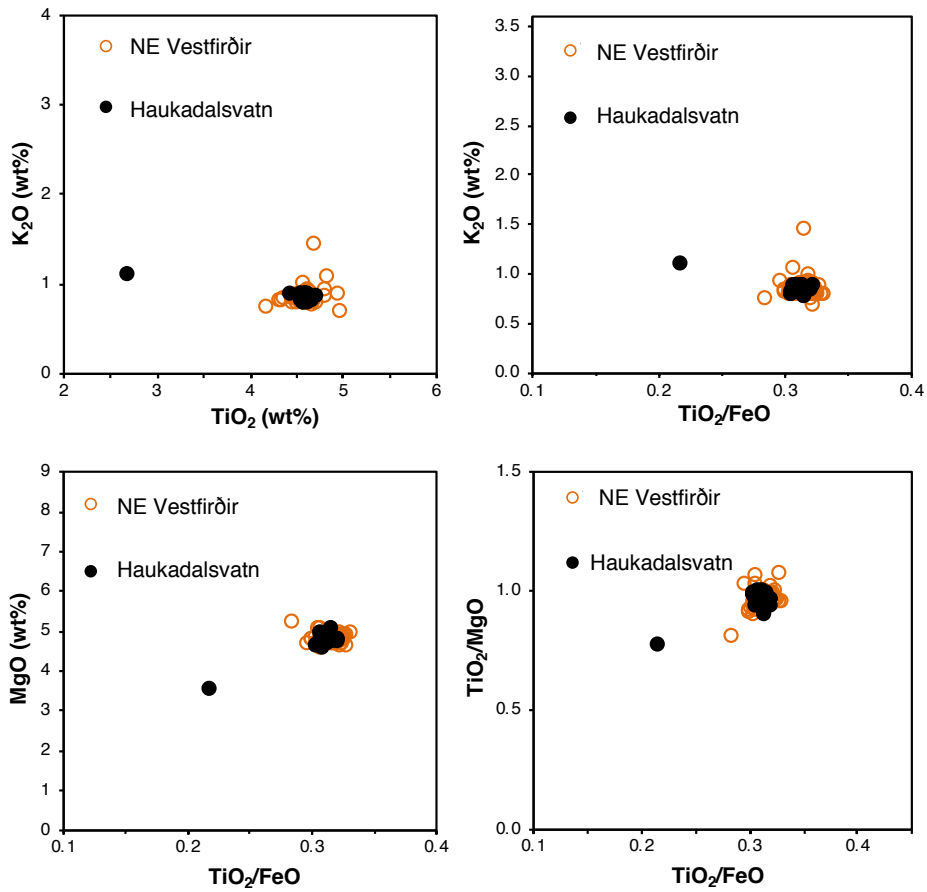 4
3
2
1
0
K₂O (wt%)
NE Vestfirðir
Haukadalsvatn
2
3
4
5
6
TiO₂ (wt%)
3.5
3.0
2.5
2.0
1.5
1.0
0.5
0.0
K₂O (wt%)
NE Vestfirðir
Haukadalsvatn
0.1
0.2
0.3
0.4
TiO₂/FeO
9
8
7
6
5
4
3
2
1
0
MgO (wt%)
NE Vestfirðir
Haukadalsvatn
0.1
0.2
0.3
0.4
TiO₂/FeO
1.5
1.0
0.5
0.0
TiO₂/MgO
NE Vestfirðir
Haukadalsvatn
0.1
0.2
0.3
0.4
TiO₂/FeO